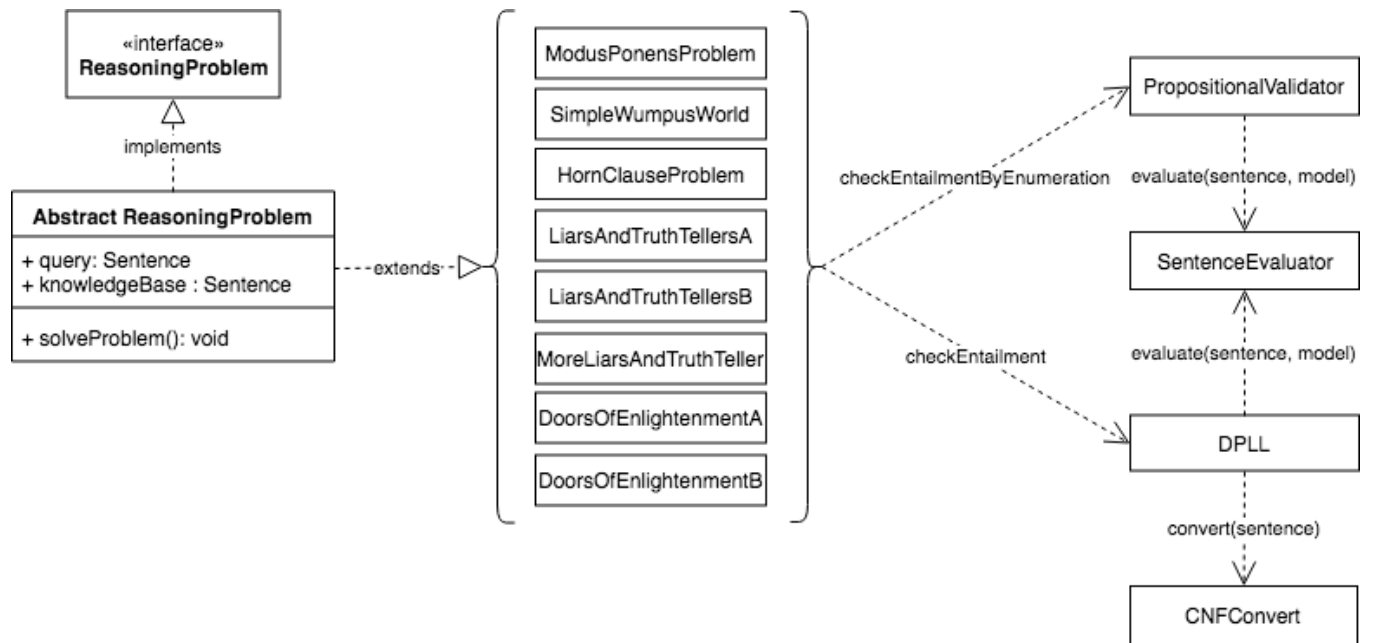 «interface»
ReasoningProblem
implements
Abstract ReasoningProblem
+ query: Sentence
+ knowledgeBase : Sentence
+ solveProblem(): void
extends
ModusPonensProblem
SimpleWumpusWorld
HornClauseProblem
LiarsAndTruthTellersA
LiarsAndTruthTellersB
MoreLiarsAndTruthTeller
DoorsOfEnlightenmentA
DoorsOfEnlightenmentB
checkEntailmentByEnumeration
checkEntailment
PropositionalValidator
evaluate(sentence, model)
SentenceEvaluator
evaluate(sentence, model)
DPLL
convert(sentence)
CNFConvert